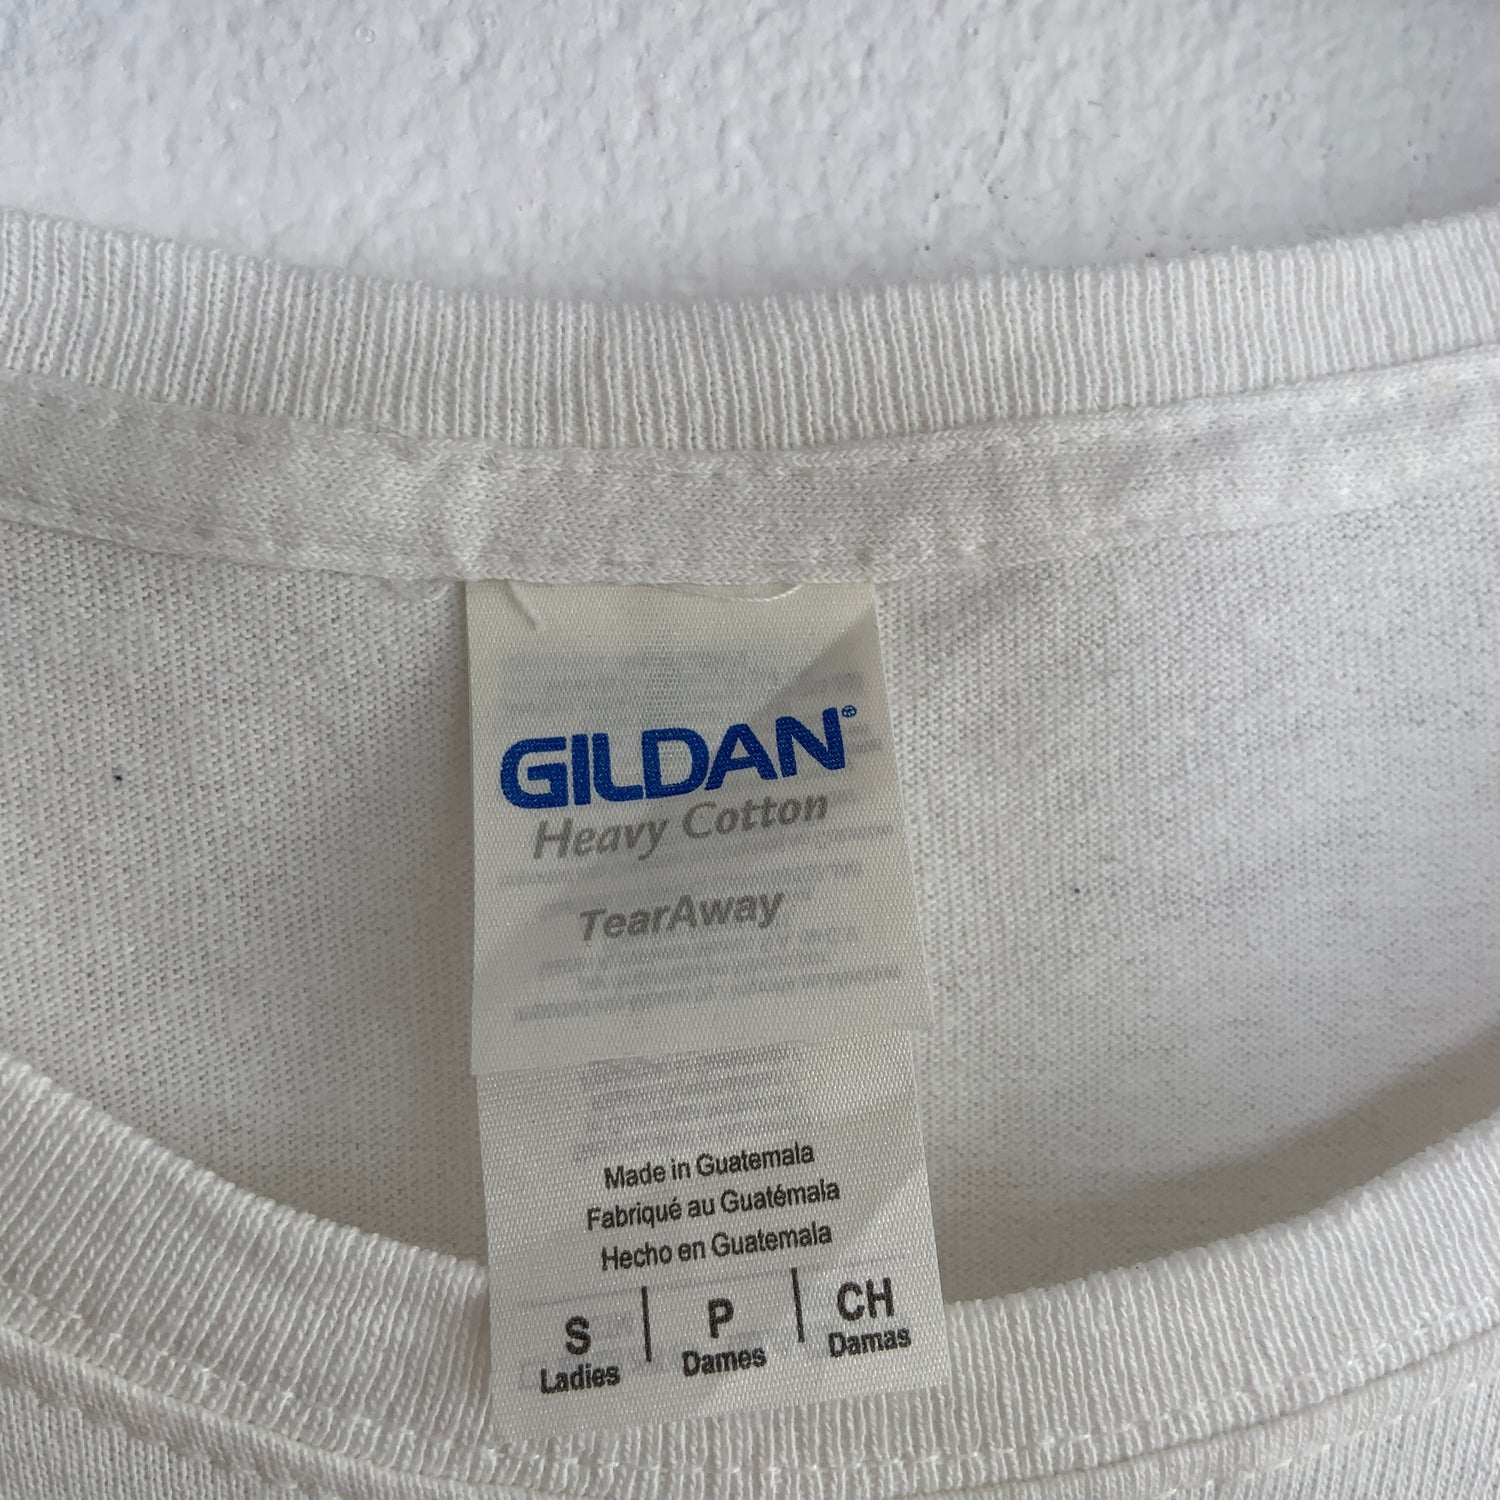 GILDAN®
Heavy Cotton
TearAway
Made in Guatemala
Fabriqué au Guatémala
Hecho en Guatemala
S | P | CH
Ladies Dames Damas